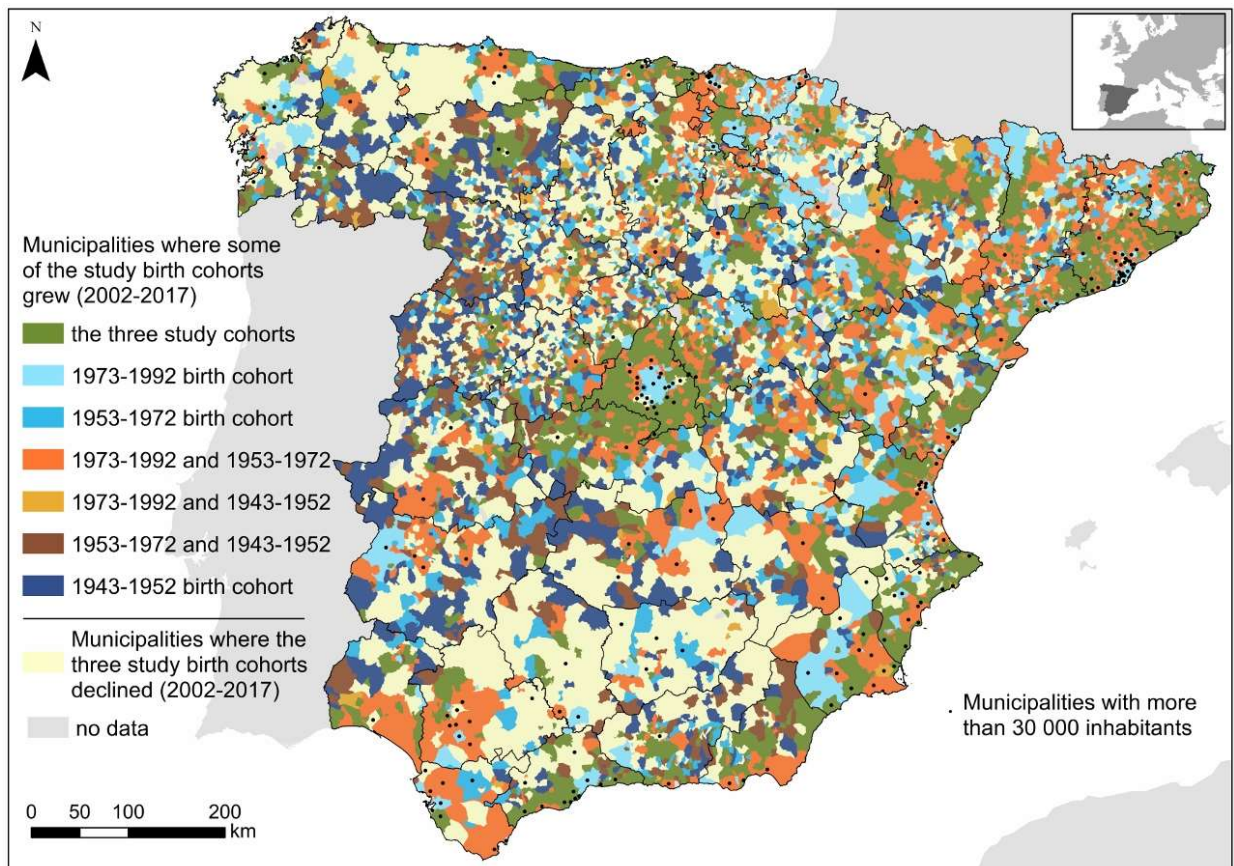 N
Municipalities where some
of the study birth cohorts
grew (2002-2017)
the three study cohorts
1973-1992 birth cohort
1953-1972 birth cohort
1973-1992 and 1953-1972
1973-1992 and 1943-1952
1953-1972 and 1943-1952
1943-1952 birth cohort
Municipalities where the
three study birth cohorts
declined (2002-2017)
no data
Municipalities with more
than 30 000 inhabitants
0 50 100 200
km